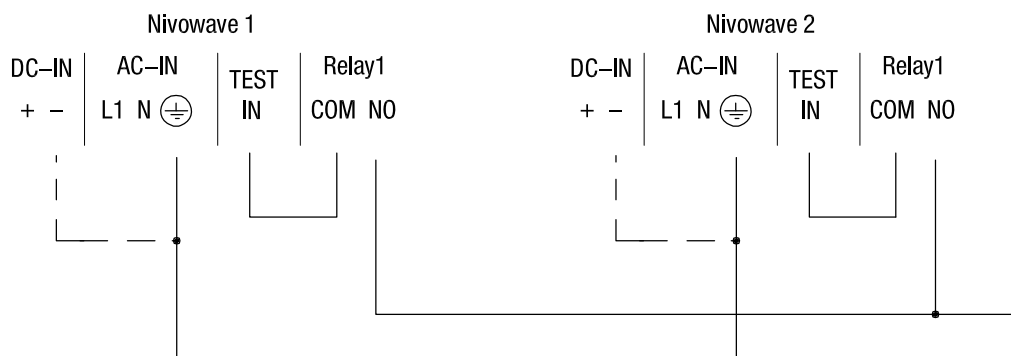 Nivowave 1
DC–IN AC–IN TEST IN Relay1
+ – L1 N COM NO
Nivowave 2
DC–IN AC–IN TEST IN Relay1
+ – L1 N COM NO